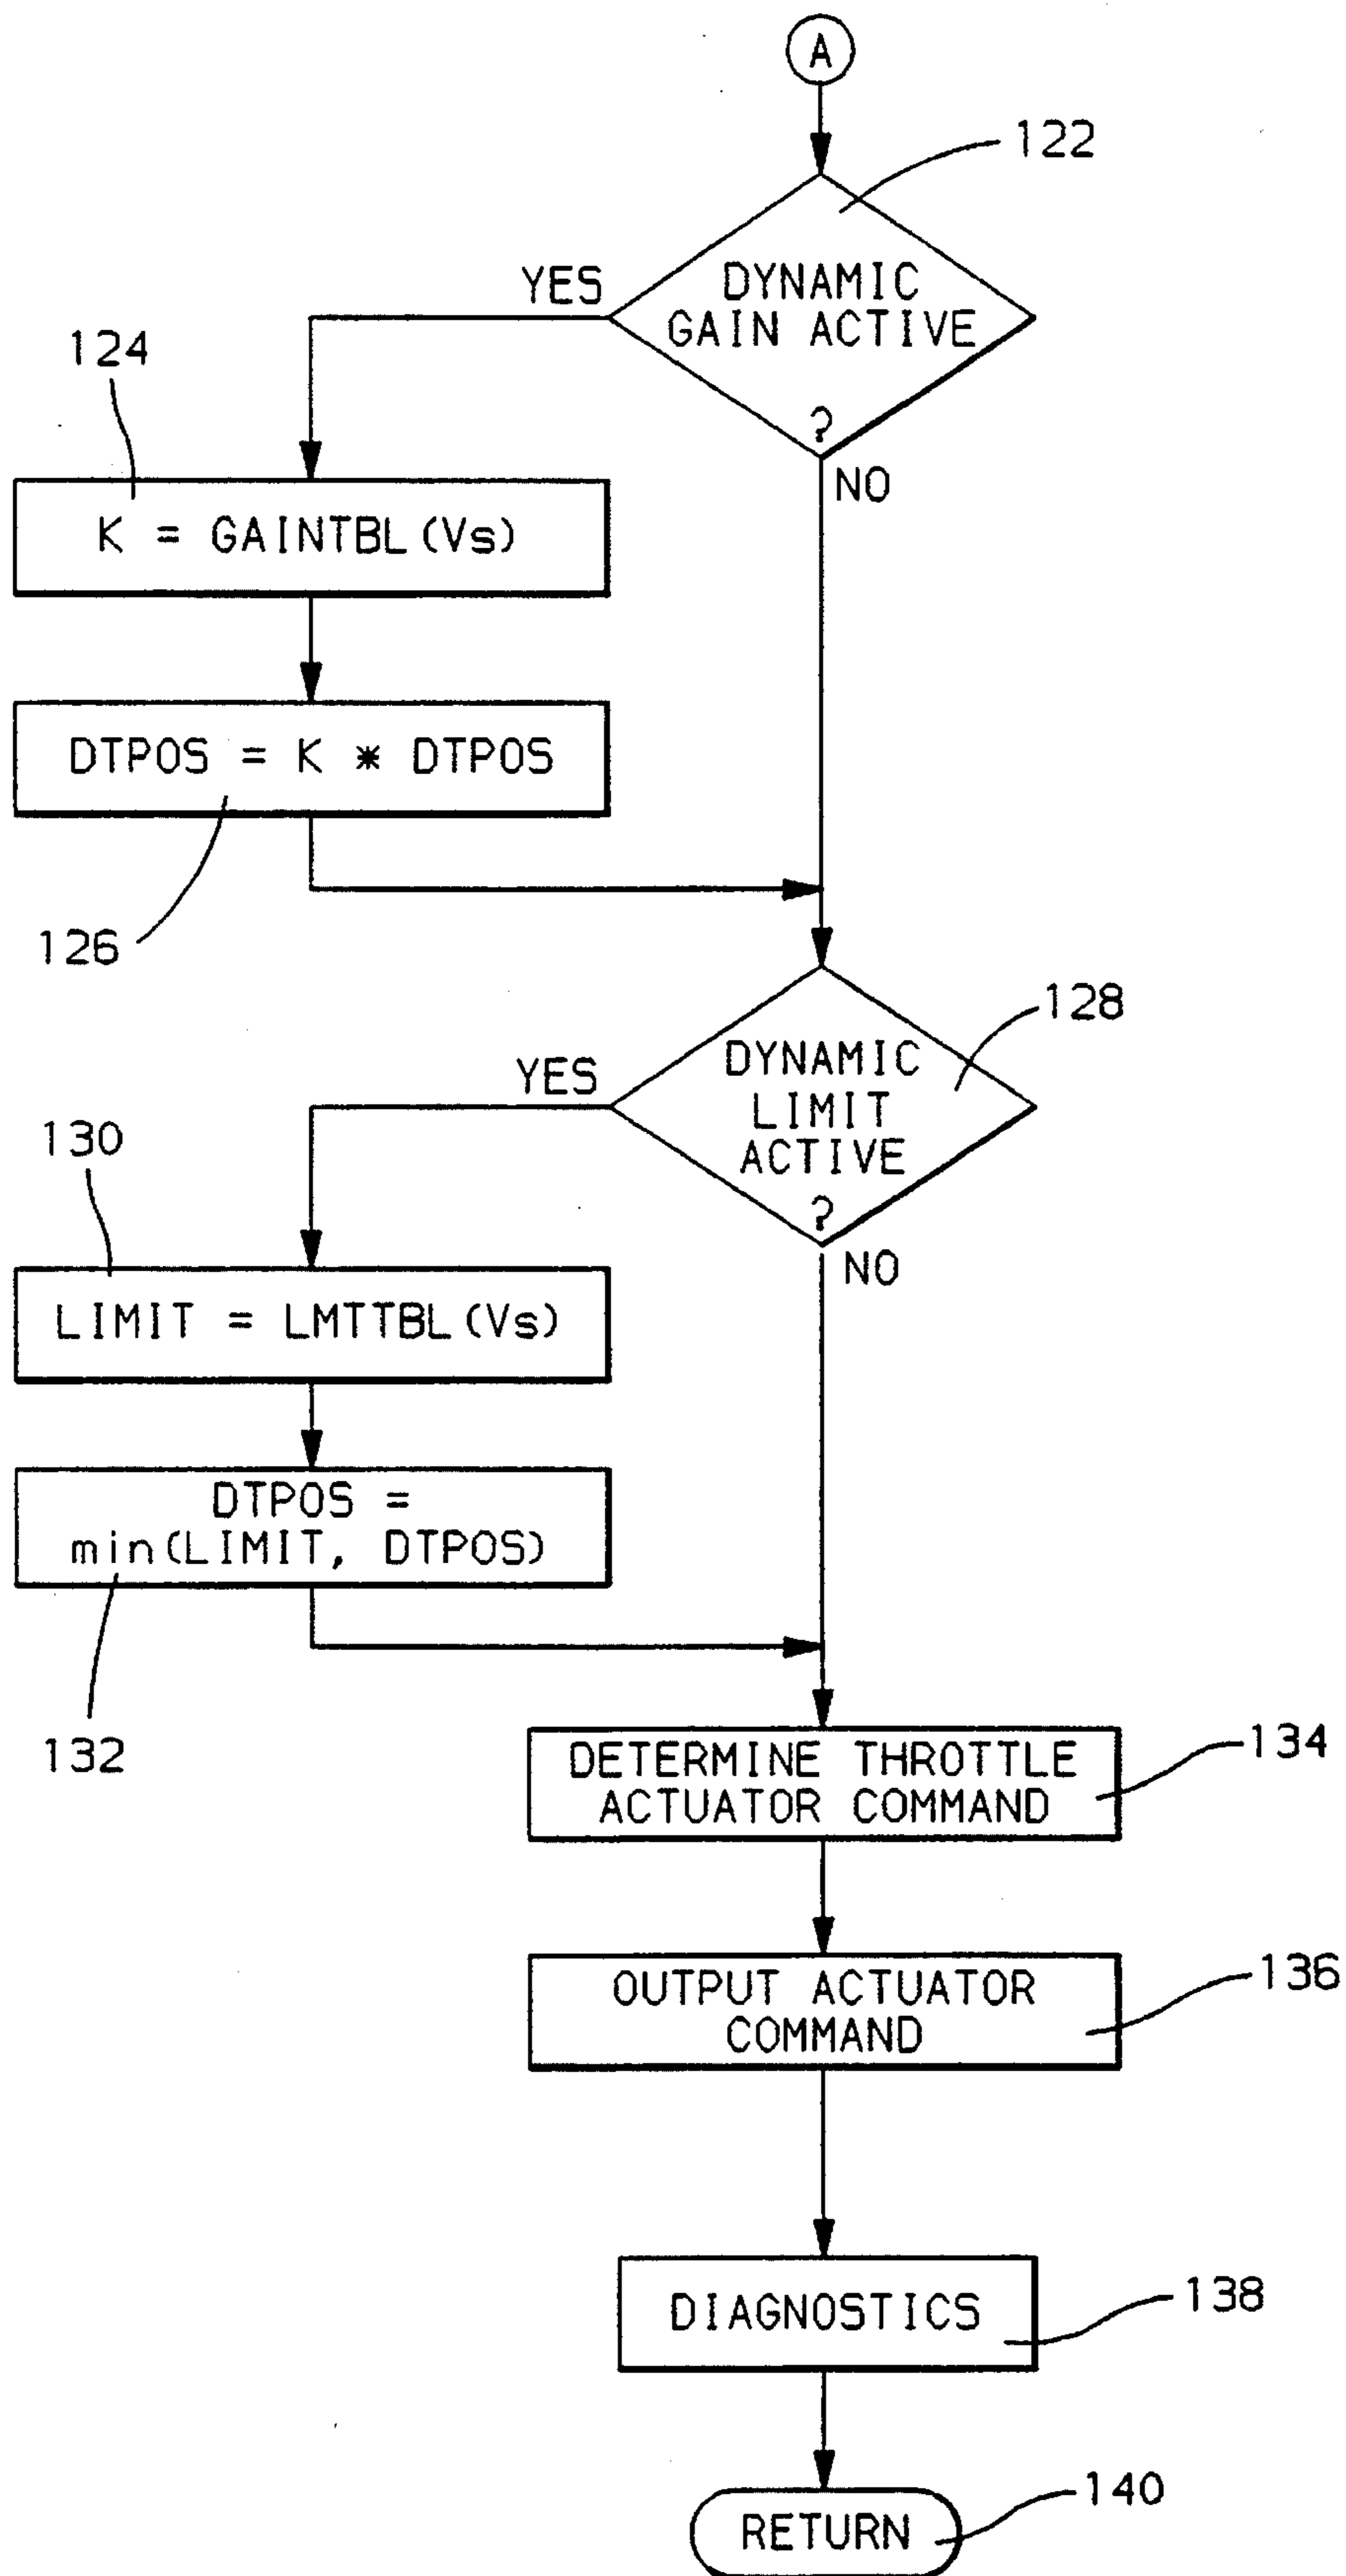 A
122
DYNAMIC
GAIN ACTIVE
?
YES
NO
124
K = GAINTBL(Vs)
DTPOS = K * DTPOS
126
128
DYNAMIC
LIMIT
ACTIVE
?
YES
NO
130
LIMIT = LMTTBL(Vs)
DTPOS =
min(LIMIT, DTPOS)
132
DETERMINE THROTTLE
ACTUATOR COMMAND
134
OUTPUT ACTUATOR
COMMAND
136
DIAGNOSTICS
138
RETURN
140